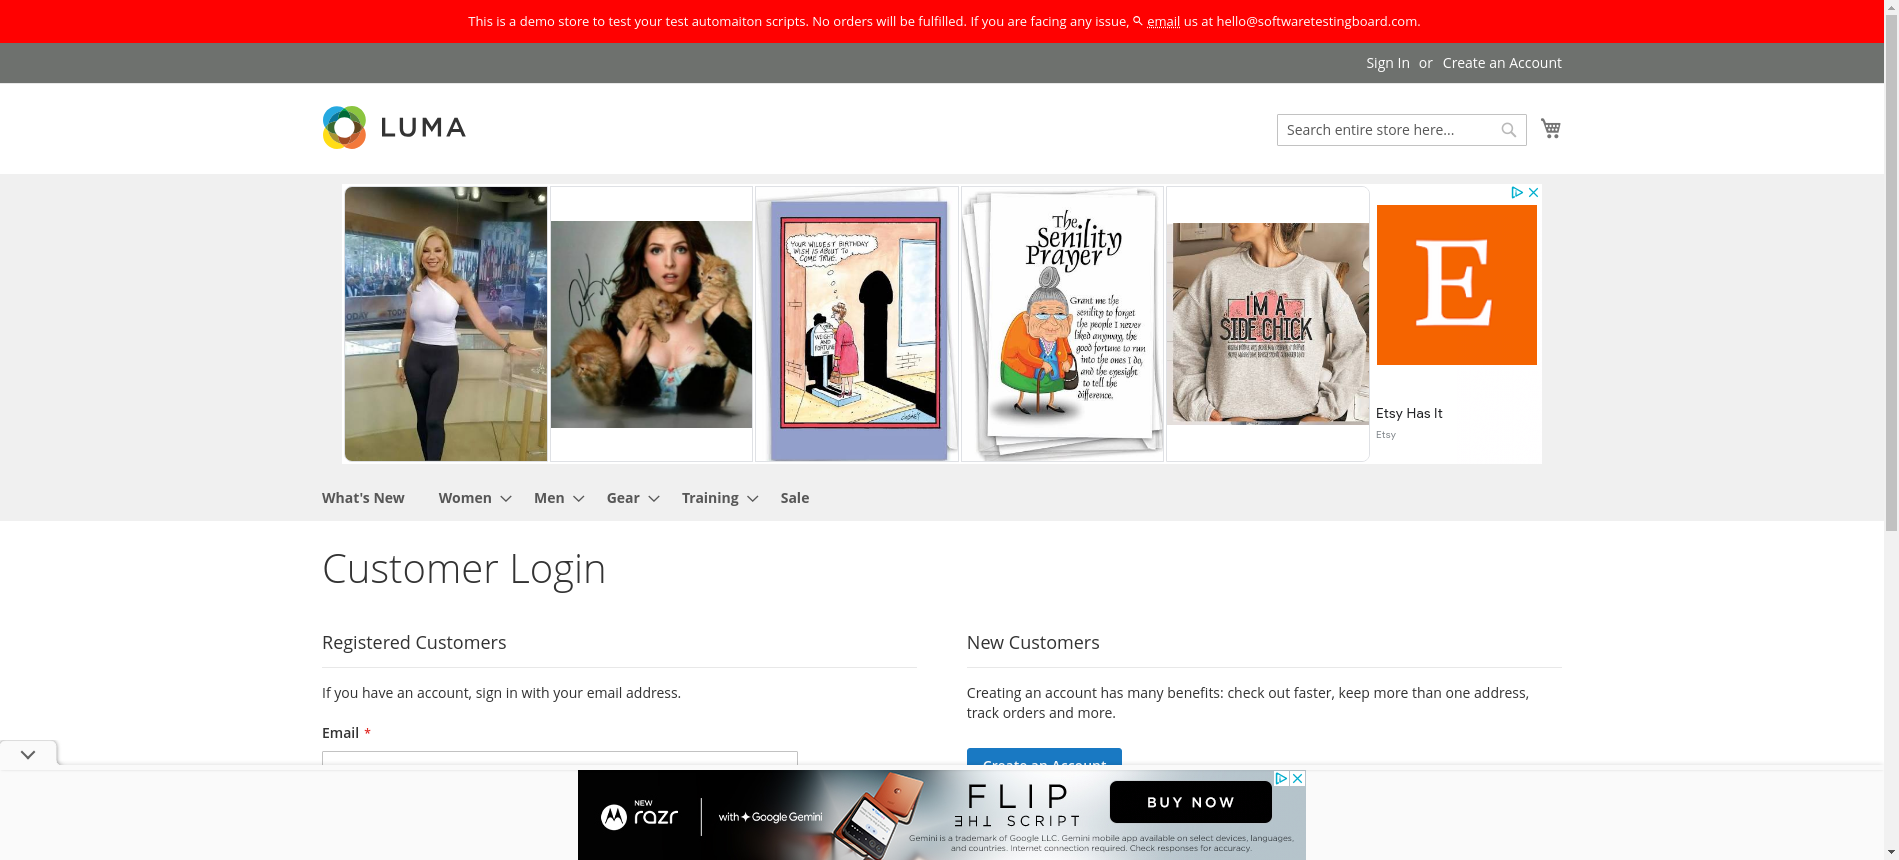 This is a demo store to test your test automaiton scripts. No orders will be fulfilled. If you are facing any issue, email us at hello@softwaretestingboard.com.
Sign In or Create an Account
LUMA
Search entire store here...
YOUR WILDEST BIRTHDAY
WISH IS ABOUT TO
COME TRUE.
WEIGHT
AND
FORTUNE
The
Senility
Prayer
Grant me the
senility to forget
the people I never
liked anyway, the
good fortune to run
into the ones I do,
and the eyesight
to tell the
difference.
I'M A
SIDE CHICK
E
Etsy Has It
Etsy
What's New
Women
Men
Gear
Training
Sale
Customer Login
Registered Customers
If you have an account, sign in with your email address.
Email *
New Customers
Creating an account has many benefits: check out faster, keep more than one address,
track orders and more.
Create an Account
NEW
razr
with Google Gemini
FLIP
THE SCRIPT
BUY NOW
Gemini is a trademark of Google LLC. Gemini mobile app available on select devices, languages,
and countries. Internet connection required. Check responses for accuracy.